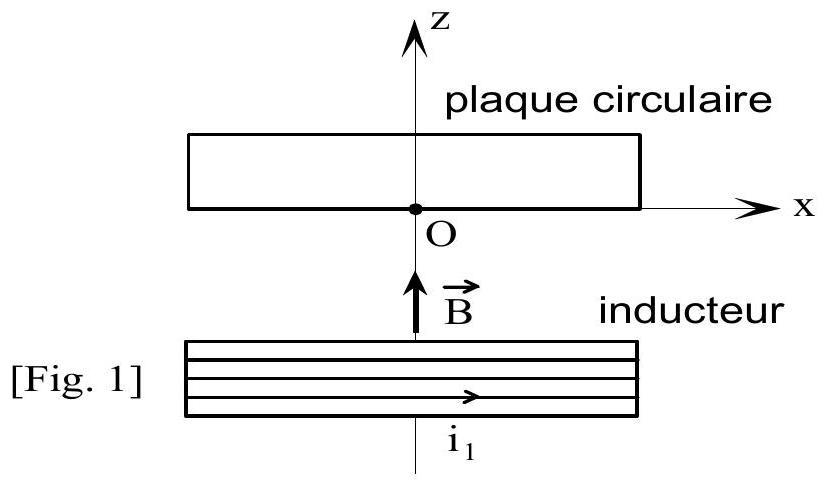 z
plaque circulaire
x
O
B
inducteur
[Fig. 1]
i₁